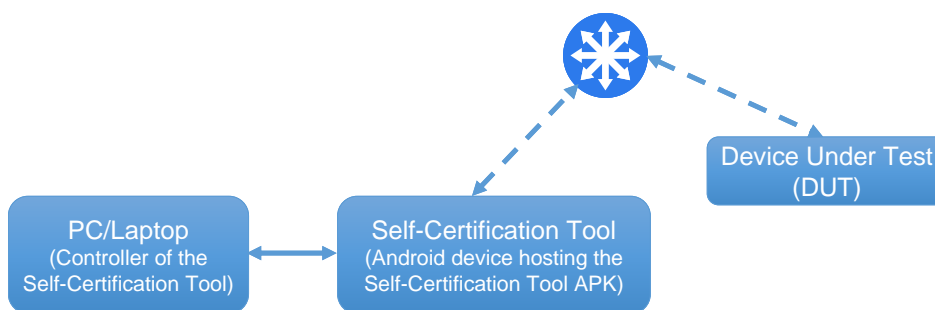 Device Under Test
(DUT)
PC/Laptop
(Controller of the
Self-Certification Tool)
Self-Certification Tool
(Android device hosting the
Self-Certification Tool APK)